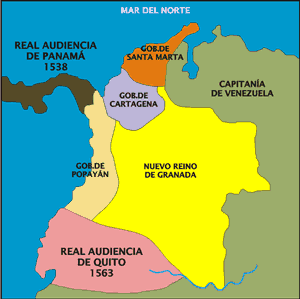 MAR DEL NORTE
REAL AUDIENCIA
DE PANAMÁ
1538
GOB.DE
SANTA MARTA
GOB.DE
CARTAGENA
CAPITANÍA
DE VENEZUELA
GOB.DE
POPAYÁN
NUEVO REINO
DE GRANADA
REAL AUDIENCIA
DE QUITO
1563